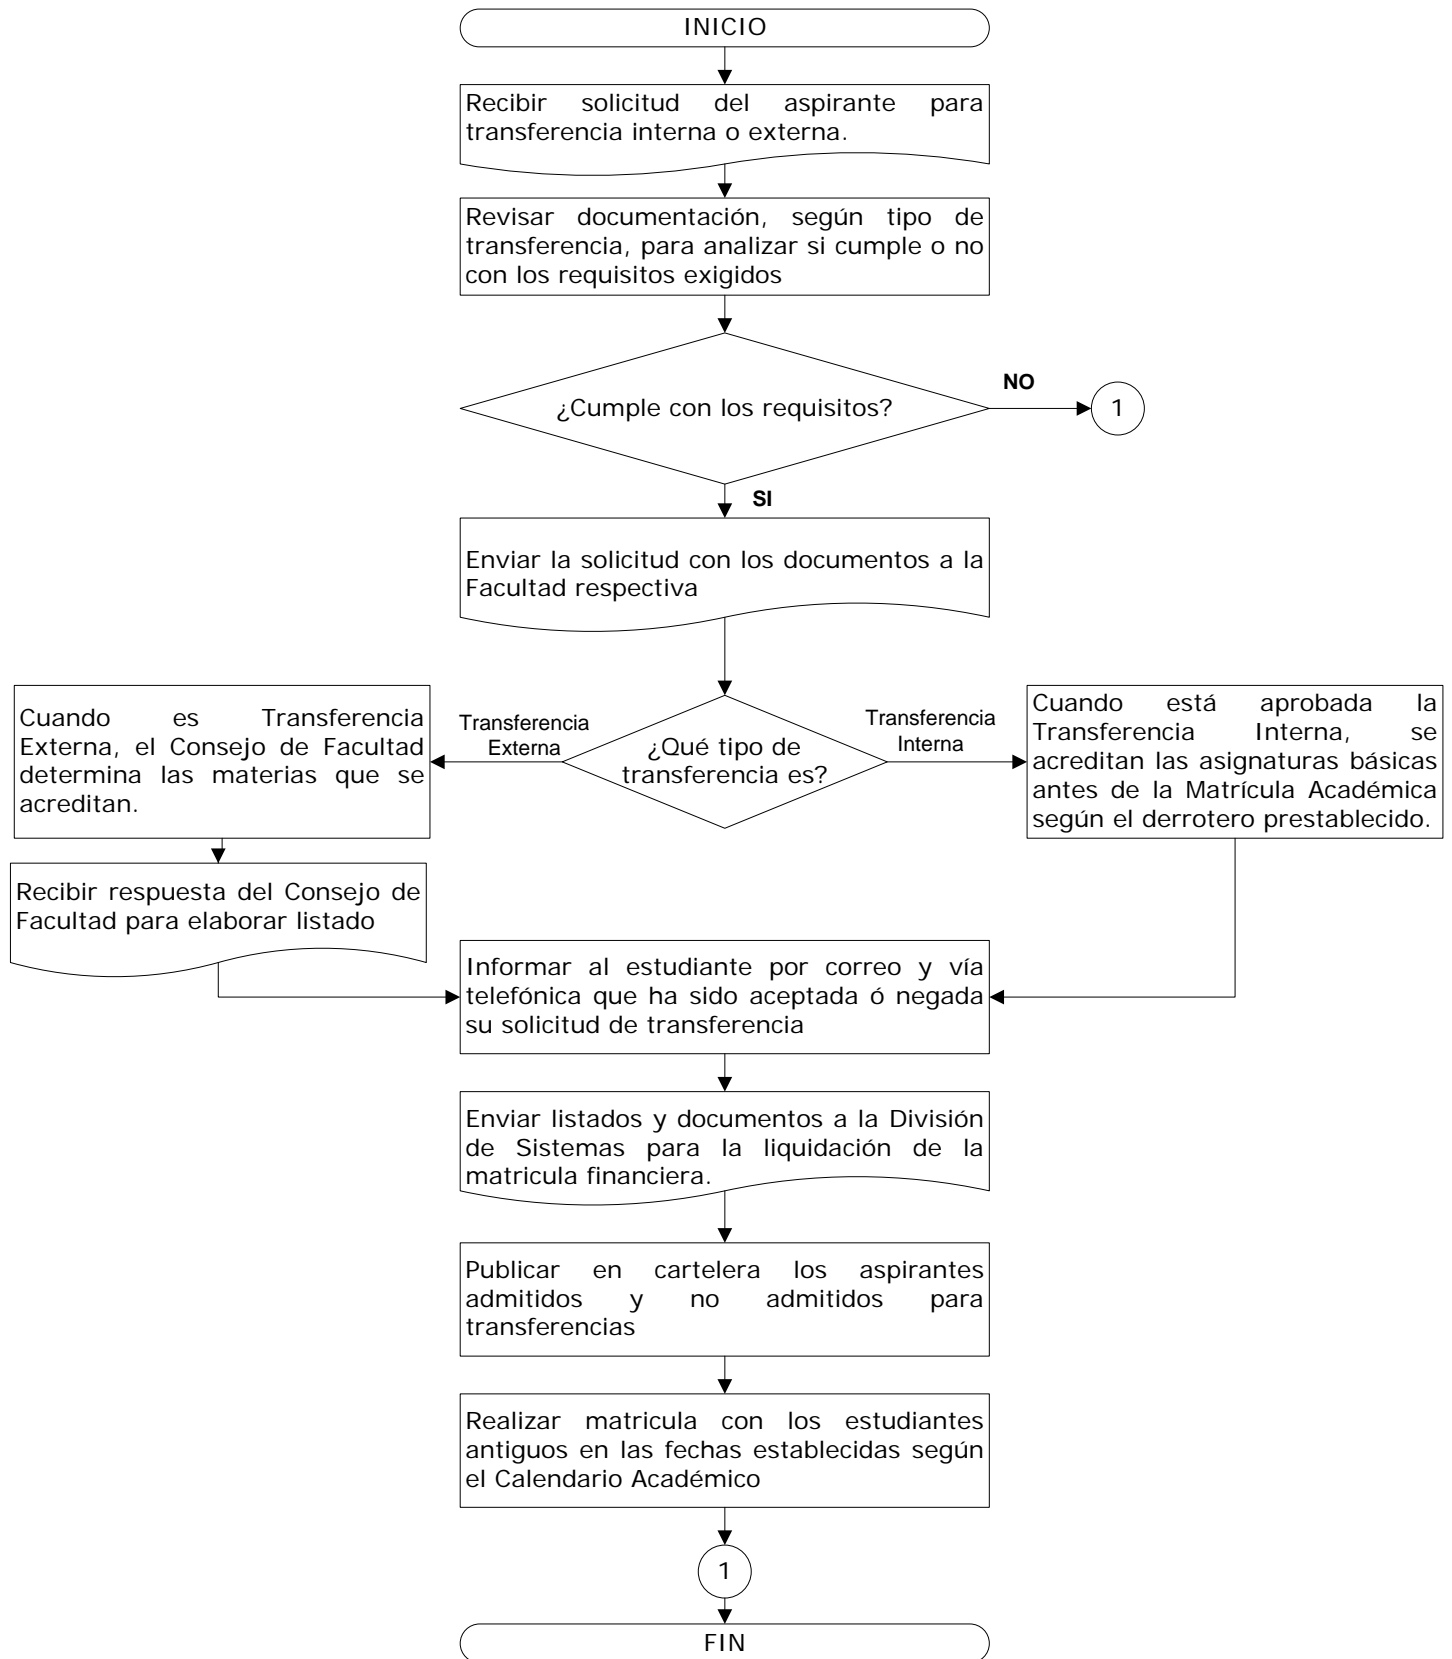 INICIO
Recibir solicitud del aspirante para
transferencia interna o externa.
Revisar documentación, según tipo de
transferencia, para analizar si cumple o no
con los requisitos exigidos
¿Cumple con los requisitos?
NO
1
SI
Enviar la solicitud con los documentos a la
Facultad respectiva
¿Qué tipo de
transferencia es?
Transferencia
Externa
Cuando es Transferencia
Externa, el Consejo de Facultad
determina las materias que se
acreditan.
Recibir respuesta del Consejo de
Facultad para elaborar listado
Transferencia
Interna
Cuando está aprobada la
Transferencia Interna, se
acreditan las asignaturas básicas
antes de la Matrícula Académica
según el derrotero prestablecido.
Informar al estudiante por correo y vía
telefónica que ha sido aceptada ó negada
su solicitud de transferencia
Enviar listados y documentos a la División
de Sistemas para la liquidación de la
matricula financiera.
Publicar en cartelera los aspirantes
admitidos y no admitidos para
transferencias
Realizar matricula con los estudiantes
antiguos en las fechas establecidas según
el Calendario Académico
1
FIN